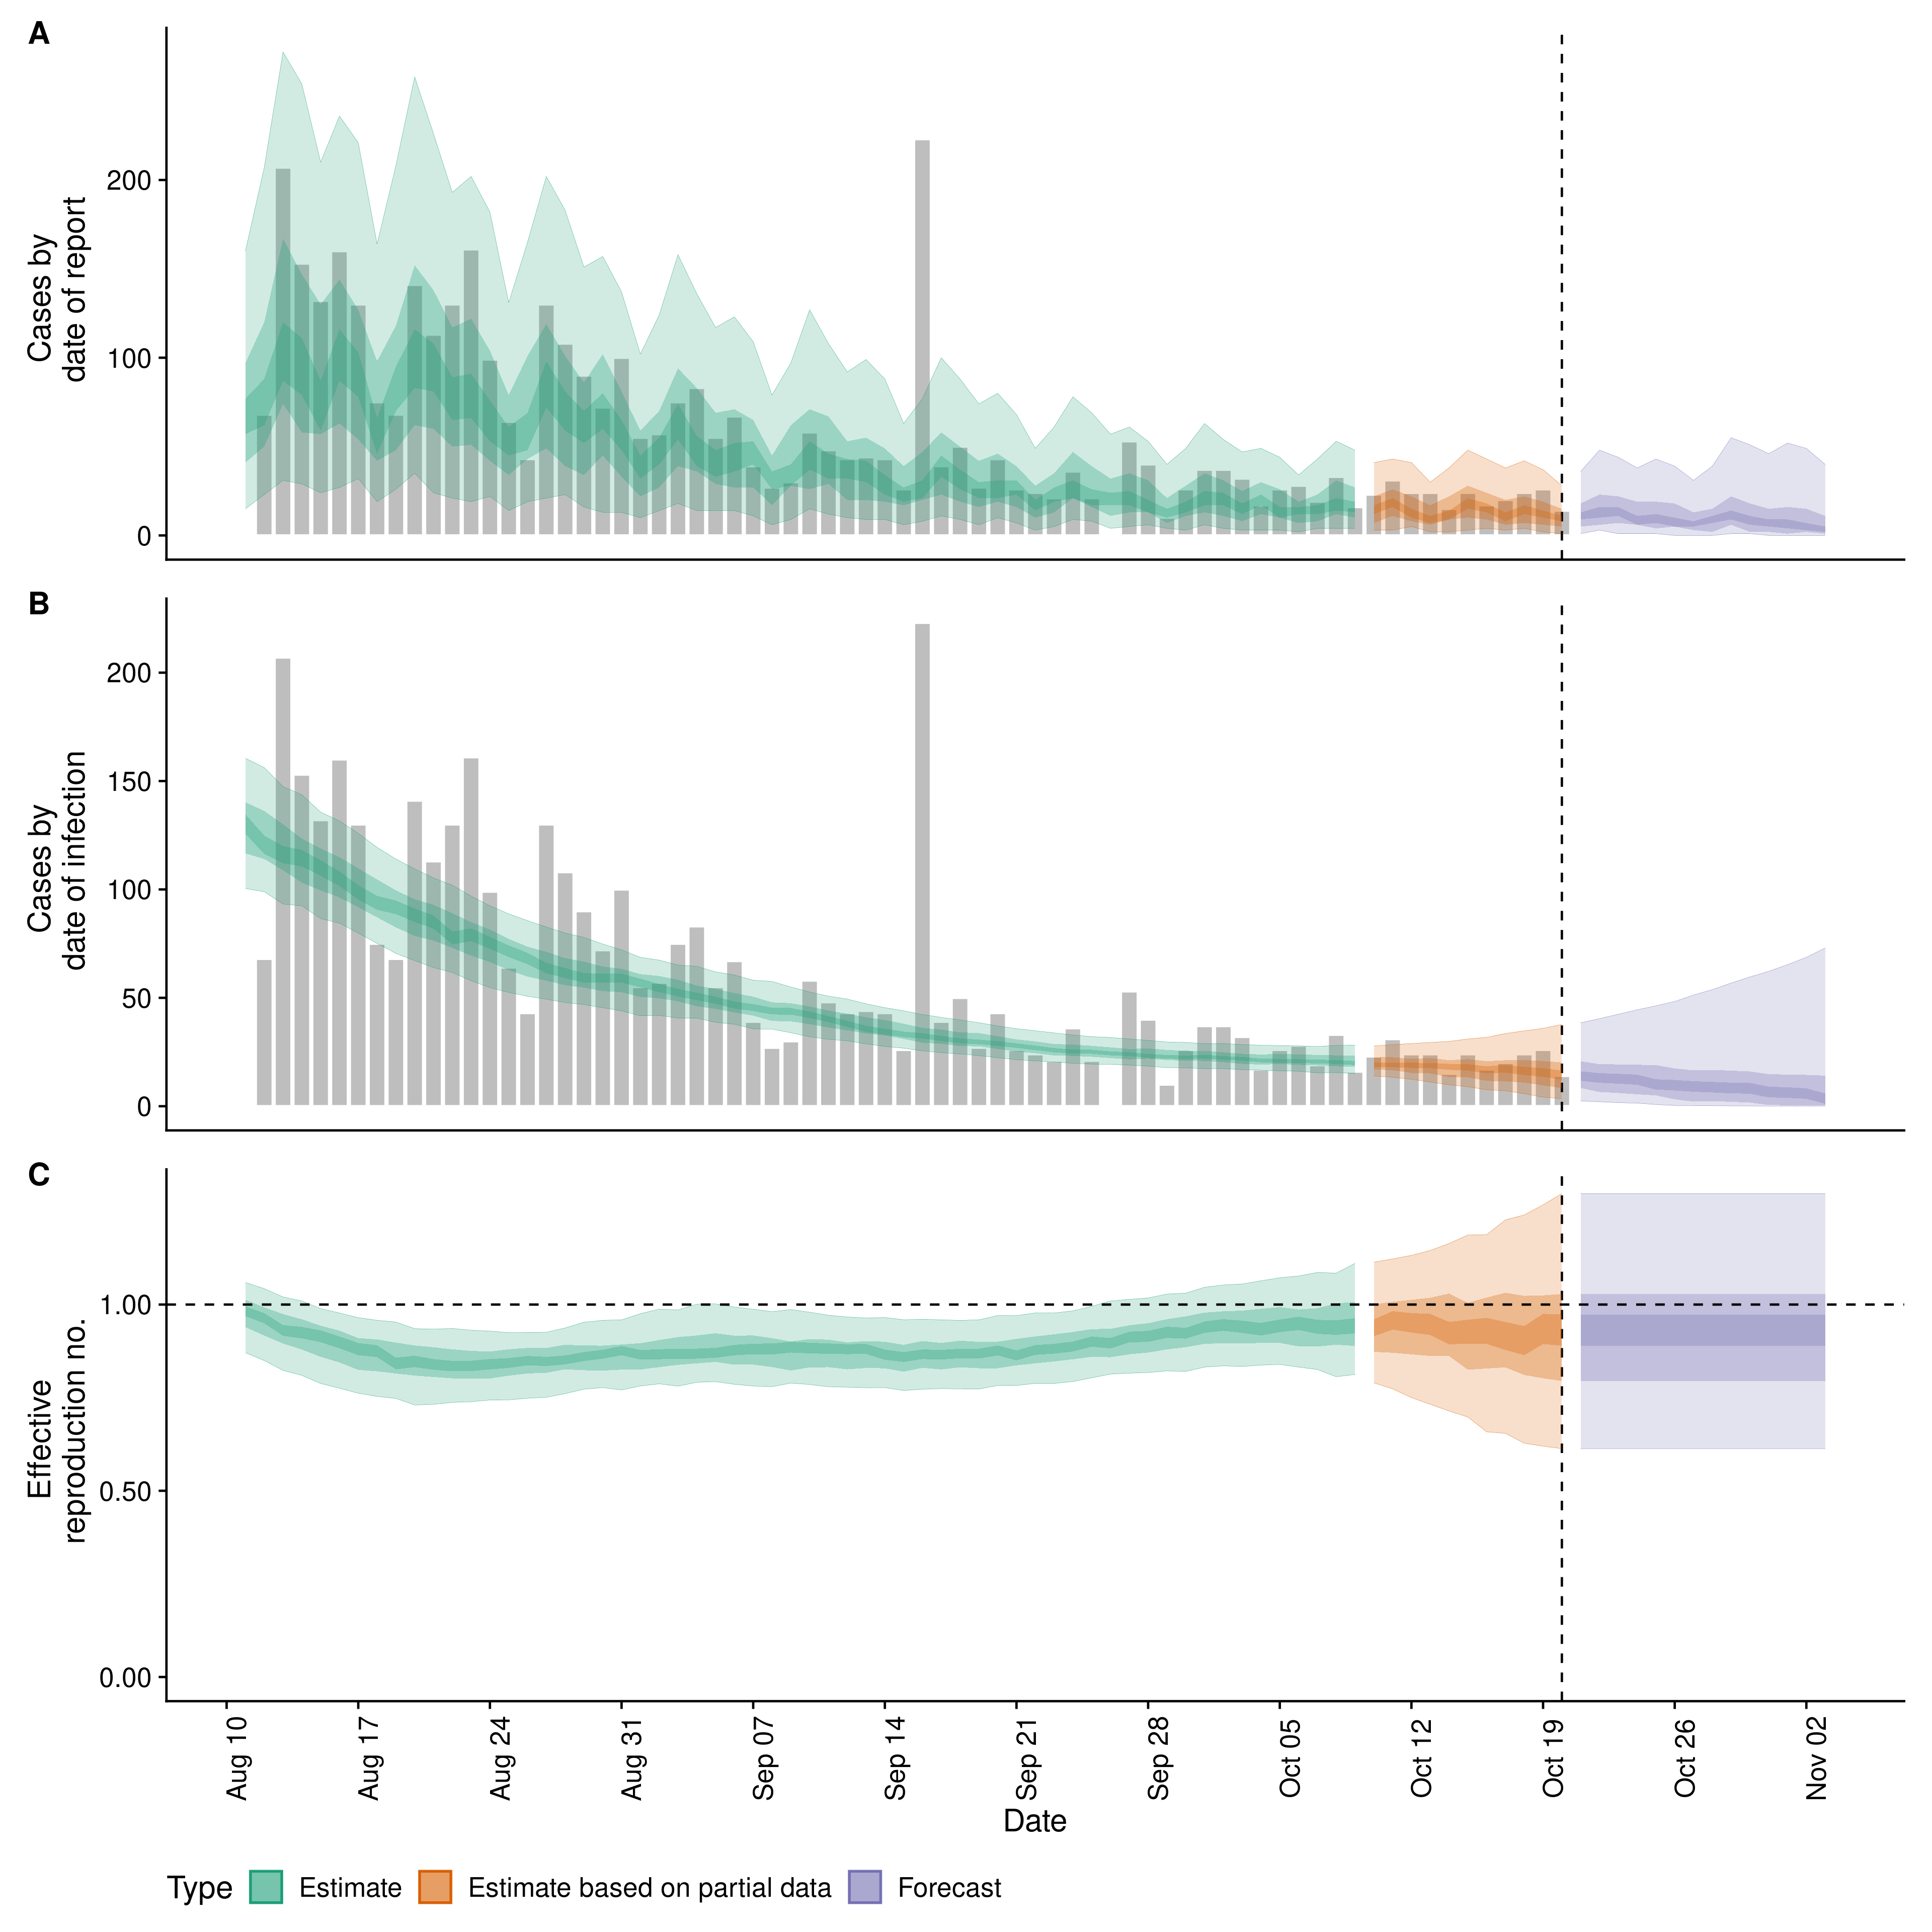 A
Cases by
date of report
200
100
0
B
Cases by
date of infection
200
150
100
50
0
C
Effective
reproduction no.
1.00
0.50
0.00
Aug 10
Aug 17
Aug 24
Aug 31
Sep 07
Sep 14
Sep 21
Sep 28
Oct 05
Oct 12
Oct 19
Oct 26
Nov 02
Date
Type Estimate Estimate based on partial data Forecast